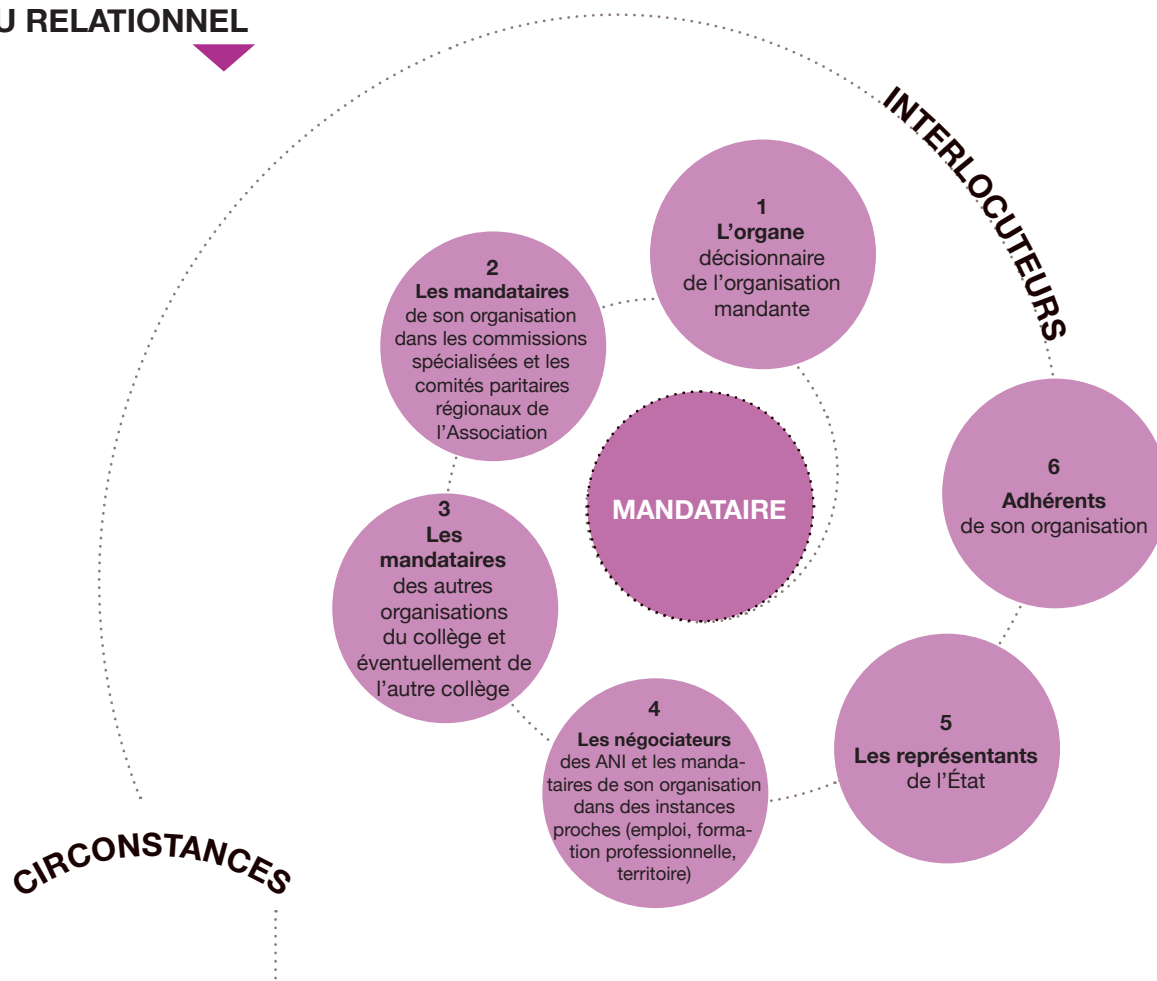 U RELATIONNEL
INTERLOCUTEURS
1
L’organe
décisionnaire
de l’organisation
mandante
2
Les mandataires
de son organisation
dans les commissions
spécialisées et les
comités paritaires
régionaux de
l’Association
3
Les
mandataires
des autres
organisations
du collège et
éventuellement de
l’autre collège
4
Les négociateurs
des ANI et les manda-
taires de son organisation
dans des instances
proches (emploi, forma-
tion professionnelle,
territoire)
5
Les représentants
de l’État
6
Adhérents
de son organisation
MANDATAIRE
CIRCONSTANCES